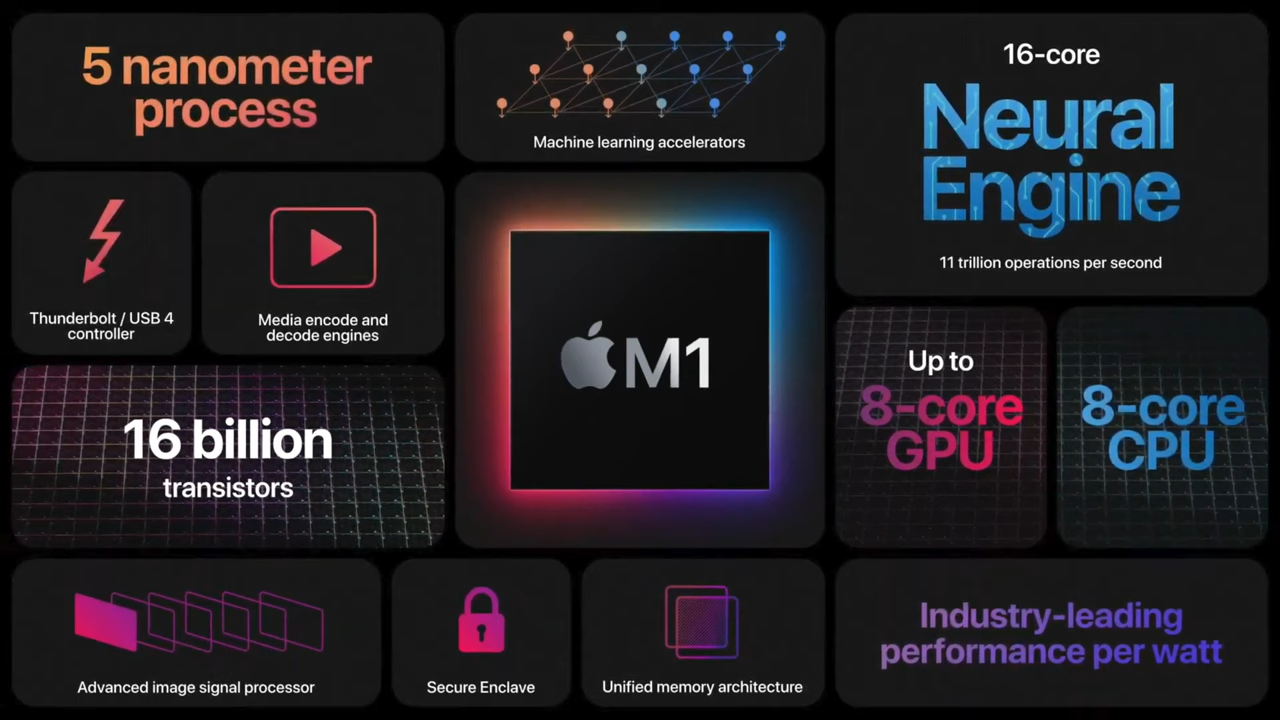 5 nanometer
process
Machine learning accelerators
16-core
Neural
Engine
11 trillion operations per second
Thunderbolt / USB 4
controller
Media encode and
decode engines
M1
Up to
8-core
GPU
8-core
CPU
16 billion
transistors
Advanced image signal processor
Secure Enclave
Unified memory architecture
Industry-leading
performance per watt